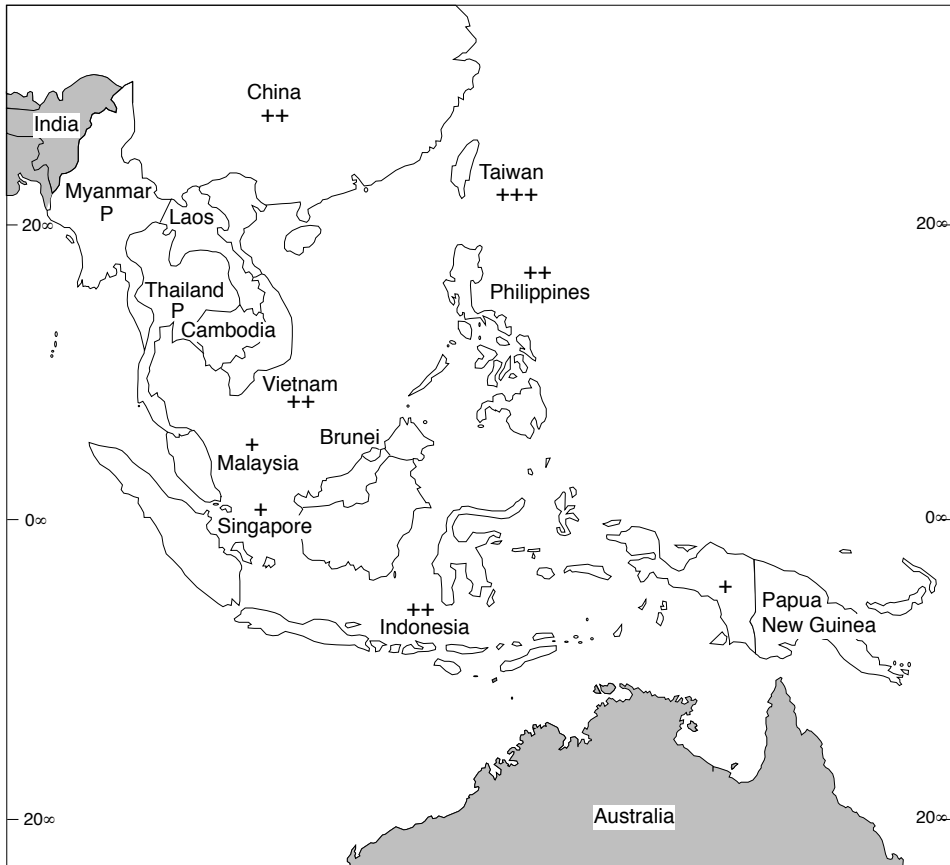 China
++
India
Taiwan
+++
Myanmar
P
Laos
20∞
20∞
++
Philippines
Thailand
P
Cambodia
Vietnam
++
Brunei
+
Malaysia
+
Singapore
0∞
0∞
+
++
Indonesia
Papua
New Guinea
Australia
20∞
20∞